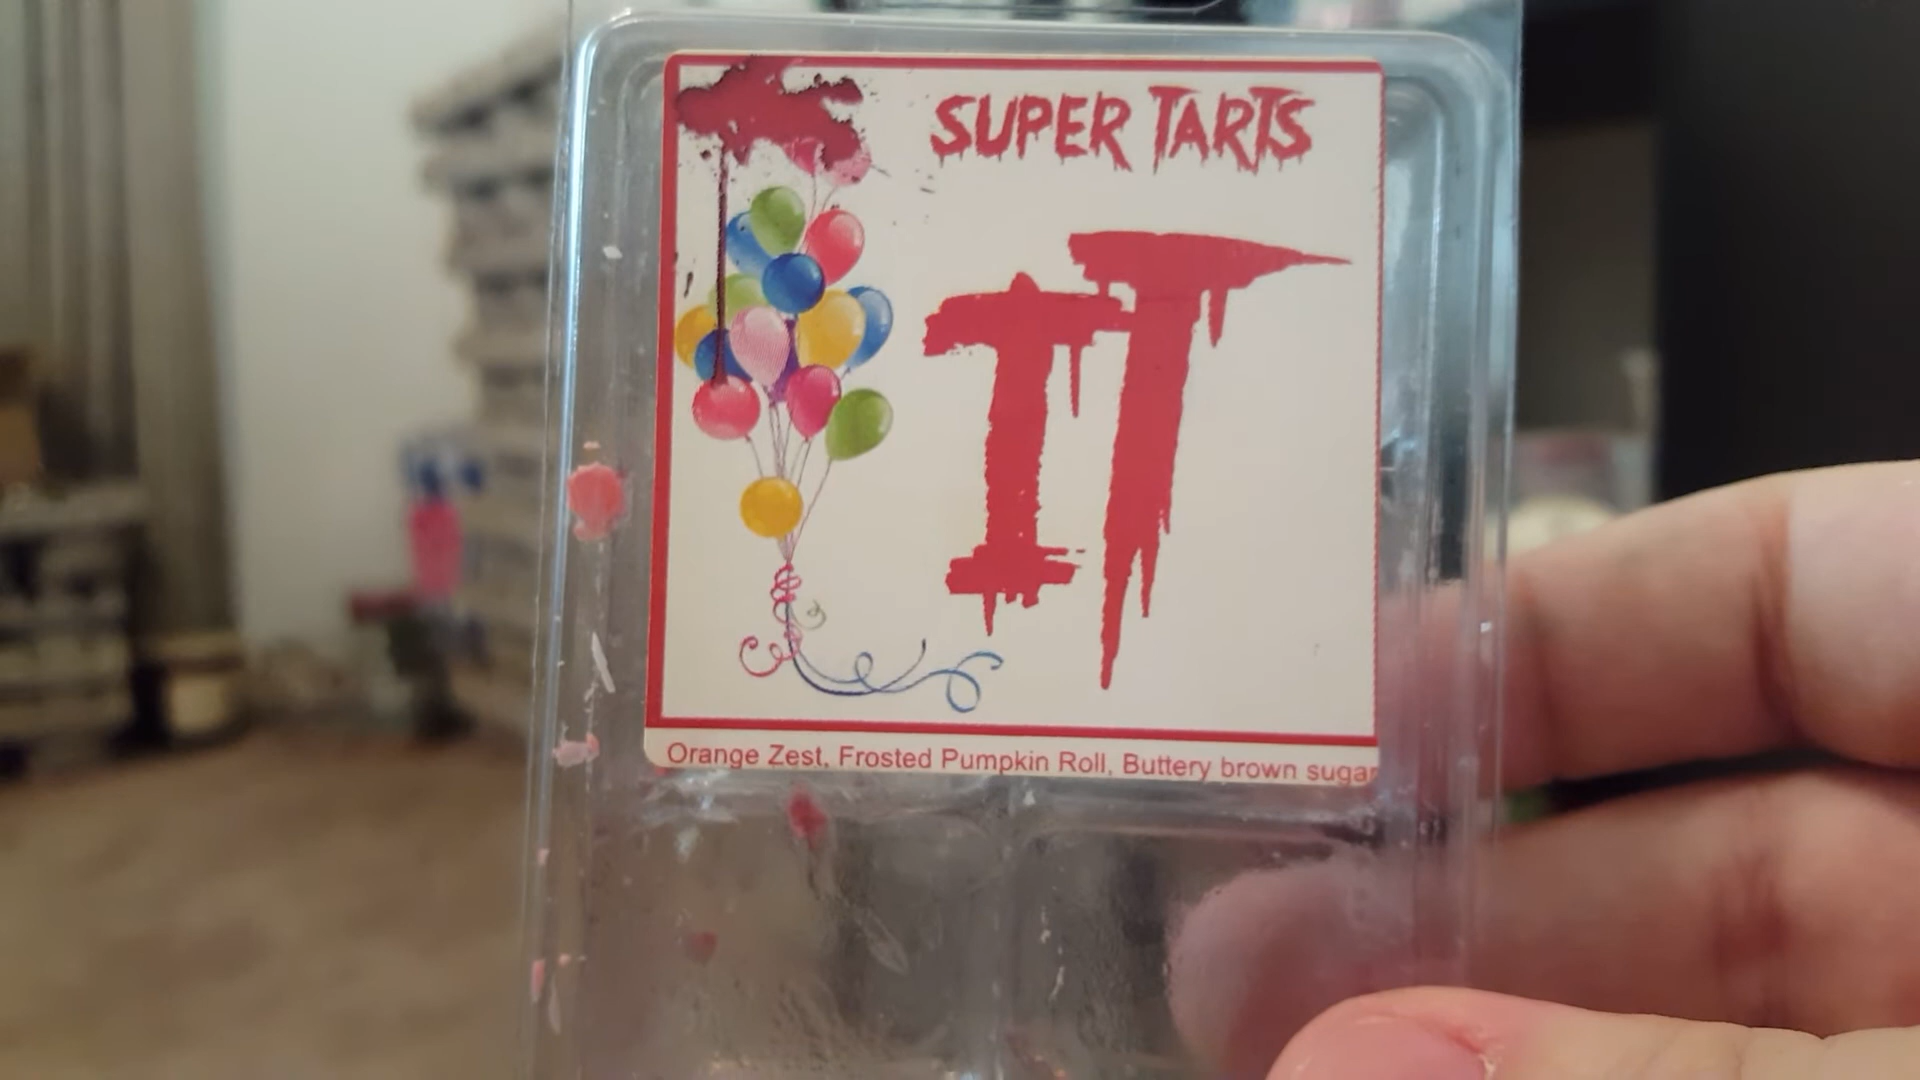 SUPER TARTS
IT
Orange Zest, Frosted Pumpkin Roll, Buttery brown sugar